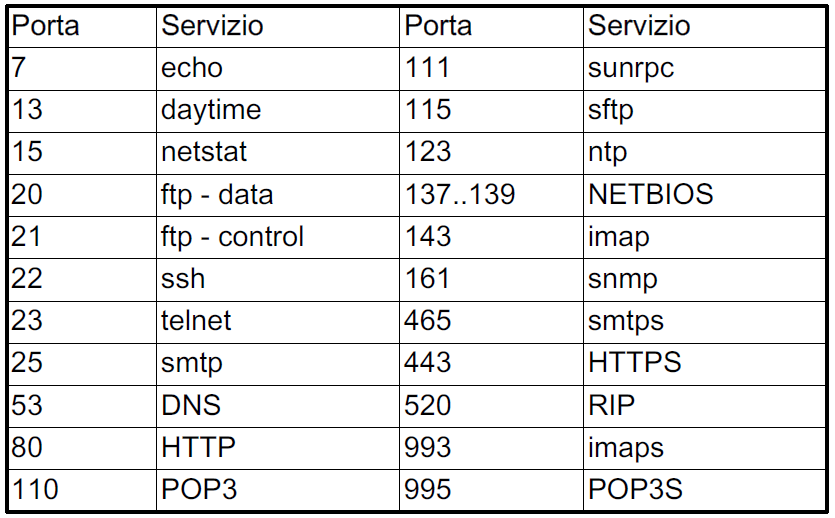 Porta Servizio Porta Servizio
7 echo 111 sunrpc
13 daytime 115 sftp
15 netstat 123 ntp
20 ftp - data 137..139 NETBIOS
21 ftp - control 143 imap
22 ssh 161 snmp
23 telnet 465 smtps
25 smtp 443 HTTPS
53 DNS 520 RIP
80 HTTP 993 imaps
110 POP3 995 POP3S